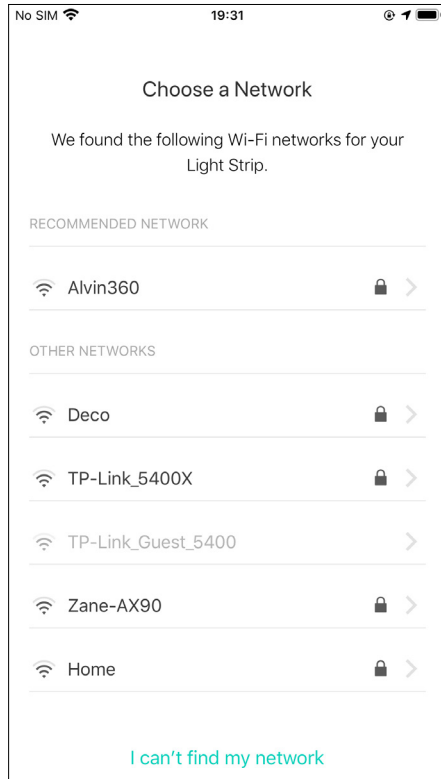 No SIM 19:31
Choose a Network
We found the following Wi-Fi networks for your
Light Strip.
RECOMMENDED NETWORK
Alvin360
OTHER NETWORKS
Deco
TP-Link_5400X
TP-Link_Guest_5400
Zane-AX90
Home
I can't find my network